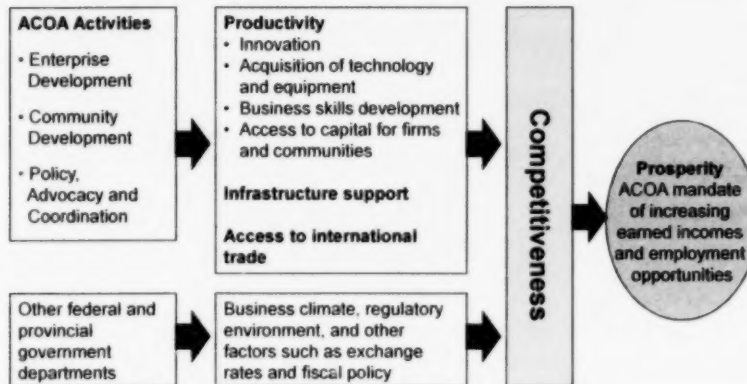 ACOA Activities
• Enterprise
Development
• Community
Development
• Policy,
Advocacy and
Coordination
Productivity
• Innovation
• Acquisition of technology
and equipment
• Business skills development
• Access to capital for firms
and communities
Infrastructure support
Access to international
trade
Other federal and
provincial
government
departments
Business climate, regulatory
environment, and other
factors such as exchange
rates and fiscal policy
Competitiveness
Prosperity
ACOA mandate
of increasing
earned incomes
and employment
opportunities